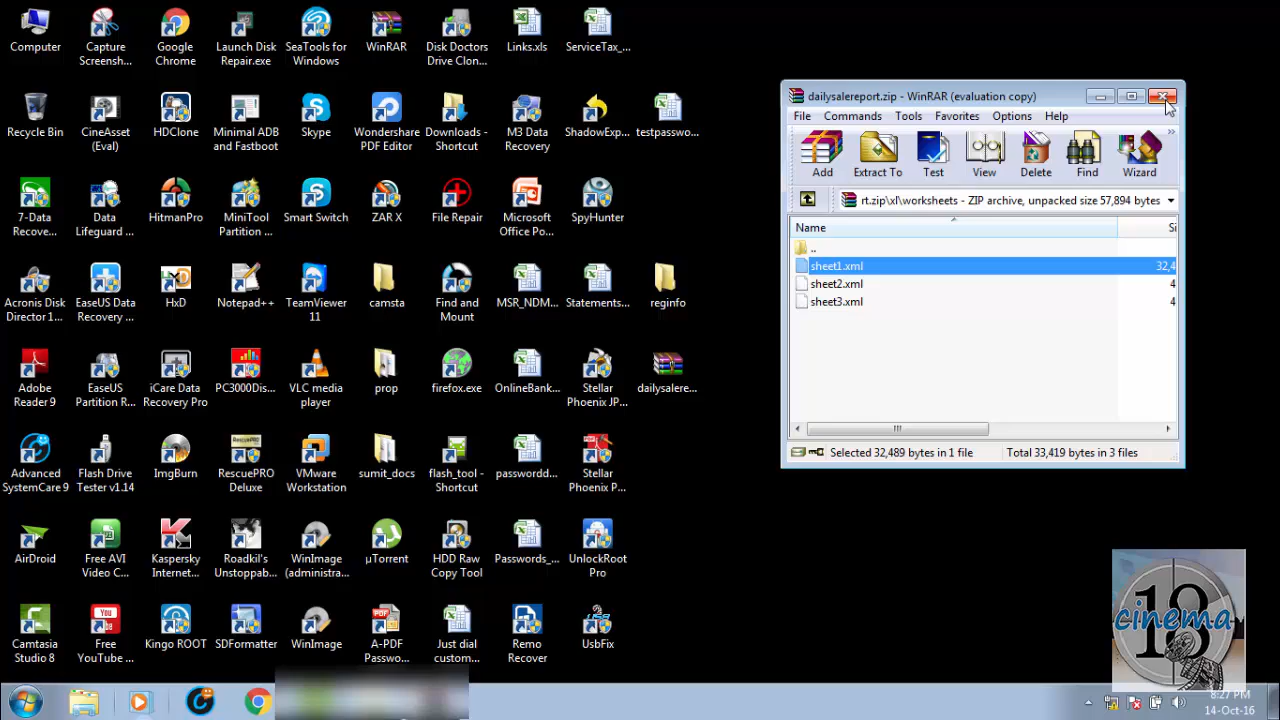 Computer
Capture
Screensh...
Google
Chrome
Launch Disk
Repair.exe
SeaTools for
Windows
WinRAR
Disk Doctors
Drive Clon...
Links.xls
ServiceTax_...
Recycle Bin
CineAsset
(Eval)
HDClone
Minimal ADB
and Fastboot
Skype
Wondershare
PDF Editor
Downloads -
Shortcut
M3 Data
Recovery
ShadowExp...
testpasswo...
7-Data
Recove...
Data
Lifeguard ...
HitmanPro
MiniTool
Partition ...
Smart Switch
ZAR X
File Repair
Microsoft
Office Po...
SpyHunter
Acronis Disk
Director 1...
EaseUS Data
Recovery ...
HxD
Notepad++
TeamViewer
11
camsta
Find and
Mount
MSR_NDM...
Statements...
reginfo
Adobe
Reader 9
EaseUS
Partition R...
iCare Data
Recovery Pro
PC3000Dis...
VLC media
player
prop
firefox.exe
OnlineBank...
Stellar
Phoenix JP...
dailysalere...
Advanced
SystemCare 9
Flash Drive
Tester v1.14
ImgBurn
RescuePRO
Deluxe
VMware
Workstation
sumit_docs
flash_tool -
Shortcut
passwordd...
Stellar
Phoenix P...
AirDroid
Free AVI
Video C...
Kaspersky
Internet...
Roadkil's
Unstoppab...
WinImage
(administra...
µTorrent
HDD Raw
Copy Tool
Passwords_...
UnlockRoot
Pro
Camtasia
Studio 8
Free
YouTube ...
Kingo ROOT
SDFormatter
WinImage
A-PDF
Passwo...
Just dial
custom...
Remo
Recover
UsbFix
dailysalereport.zip - WinRAR (evaluation copy)
File Commands Tools Favorites Options Help
Add Extract To Test View Delete Find Wizard
rt.zip\xl\worksheets - ZIP archive, unpacked size 57,894 bytes
Name Si
..
sheet1.xml 32,4
sheet2.xml 4
sheet3.xml 4
Selected 32,489 bytes in 1 file Total 33,419 bytes in 3 files
18
cinema
8:27 PM
14-Oct-16